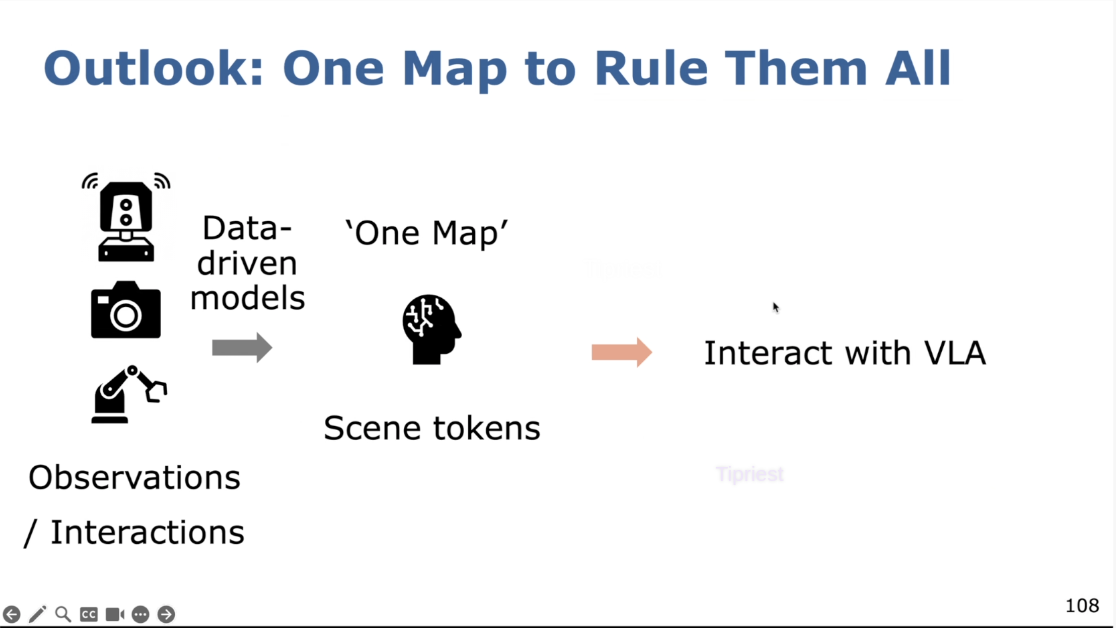 Outlook: One Map to Rule Them All
Data-
driven
models
‘One Map’
Interact with VLA
Scene tokens
Observations
/ Interactions
Tipriest
CC
108